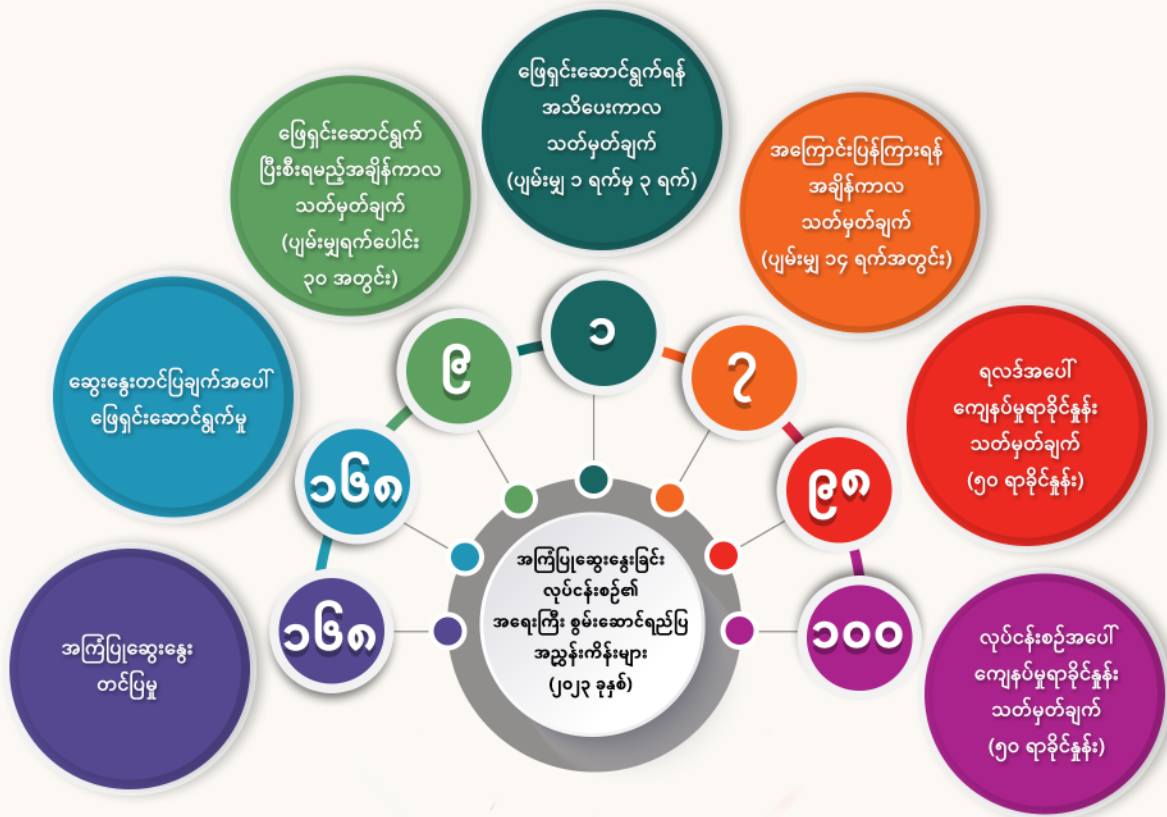 ဖြေရှင်းဆောင်ရွက်ရန်
အသိပေးကာလ
သတ်မှတ်ချက်
(ပျမ်းမျှ ၁ ရက်မှ ၃ ရက်)
ဖြေရှင်းဆောင်ရွက်
ပြီးစီးရမည့်အချိန်ကာလ
သတ်မှတ်ချက်
(ပျမ်းမျှရက်ပေါင်း
၃၀ အတွင်း)
အကြောင်းပြန်ကြားရန်
အချိန်ကာလ
သတ်မှတ်ချက်
(ပျမ်းမျှ ၁၄ ရက်အတွင်း)
ဆွေးနွေးတင်ပြချက်အပေါ်
ဖြေရှင်းဆောင်ရွက်မှု
ရလဒ်အပေါ်
ကျေနပ်မှုရာခိုင်နှုန်း
သတ်မှတ်ချက်
(၅၀ ရာခိုင်နှုန်း)
အကြံပြုဆွေးနွေး
တင်ပြမှု
လုပ်ငန်းစဉ်အပေါ်
ကျေနပ်မှုရာခိုင်နှုန်း
သတ်မှတ်ချက်
(၅၀ ရာခိုင်နှုန်း)
၁၆၈
၁၆၈
၉
၁
၇
၉၈
၁၀၀
အကြံပြုဆွေးနွေးခြင်း
လုပ်ငန်းစဉ်၏
အရေးကြီး စွမ်းဆောင်ရည်ပြ
အညွှန်းကိန်းများ
(၂၀၂၃ ခုနှစ်)